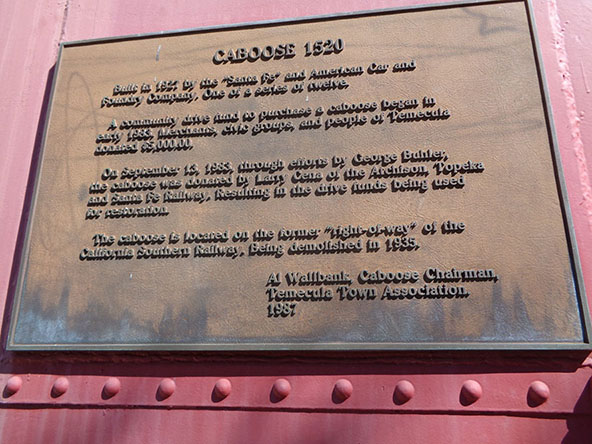 CABOOSE 1520
Built in 1927 by the "Santa Fe" and American Car and
Foundry Company. One of a series of twelve.
A community drive fund to purchase a caboose began in
early 1983. Merchants, civic groups, and people of Temecula
donated $5,000.00.
On September 13, 1983, through efforts by George Buhler,
the caboose was donated by Larry Cena of the Atchison, Topeka
and Santa Fe Railway. Resulting in the drive funds being used
for restoration.
The caboose is located on the former "right-of-way" of the
California Southern Railway. Being demolished in 1935.
Al Wallbank, Caboose Chairman,
Temecula Town Association.
1987